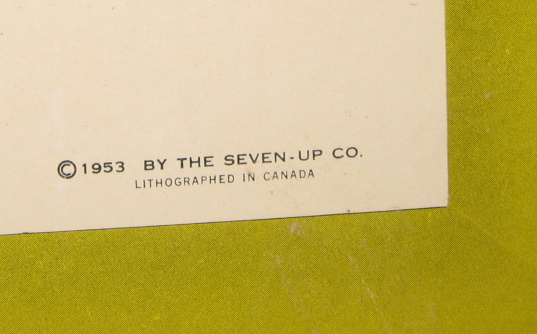 © 1953 BY THE SEVEN-UP CO.
LITHOGRAPHED IN CANADA